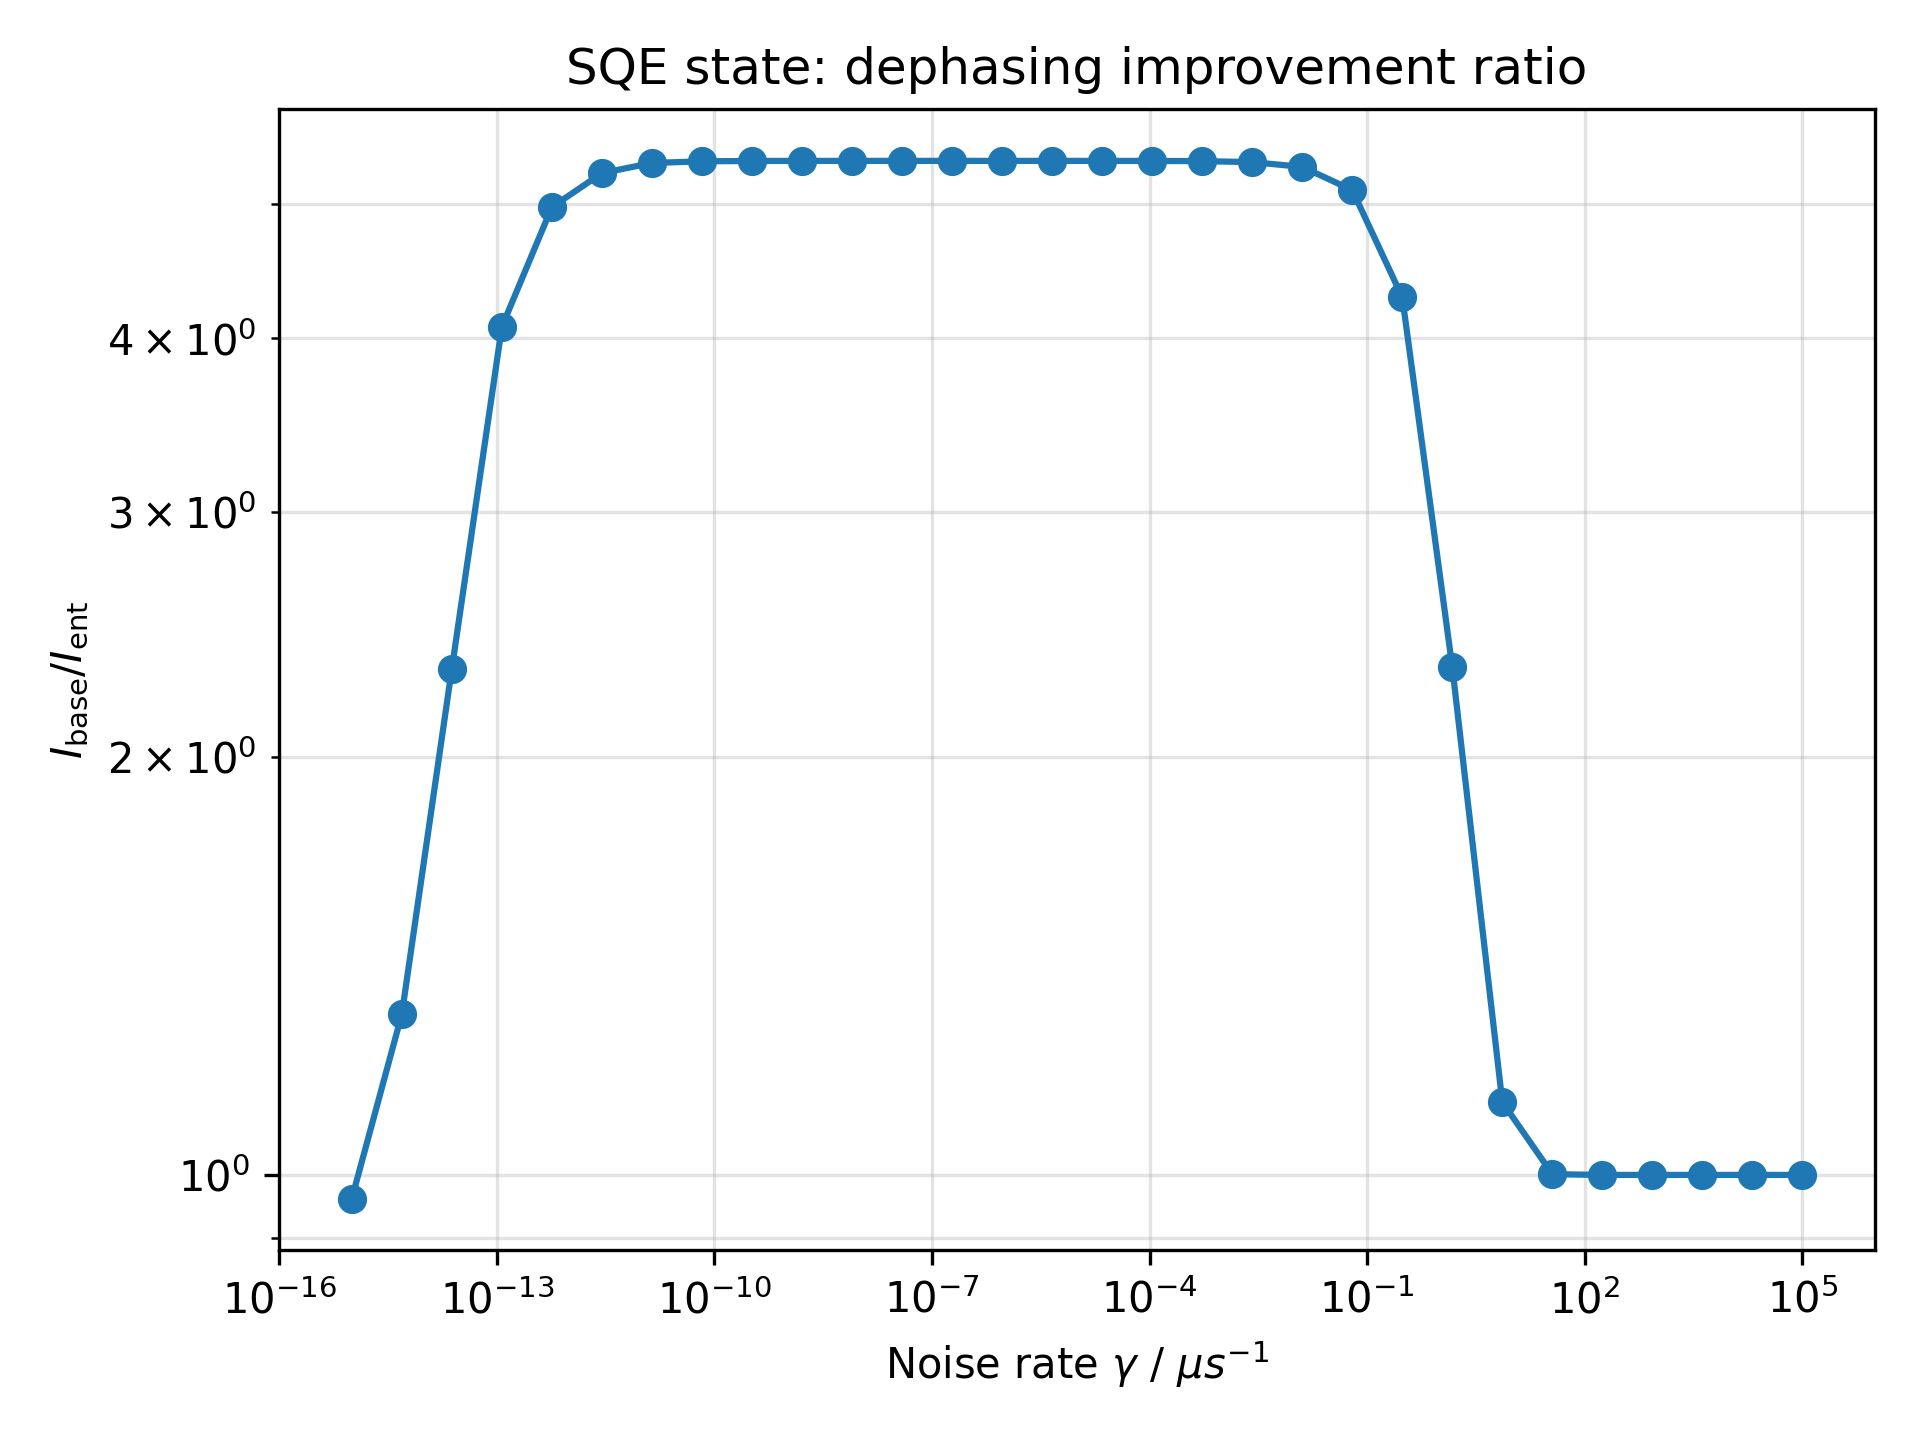 SQE state: dephasing improvement ratio
I_base/I_ent
4 × 10⁰
3 × 10⁰
2 × 10⁰
10⁰
10⁻¹⁶ 10⁻¹³ 10⁻¹⁰ 10⁻⁷ 10⁻⁴ 10⁻¹ 10² 10⁵
Noise rate γ / μs⁻¹